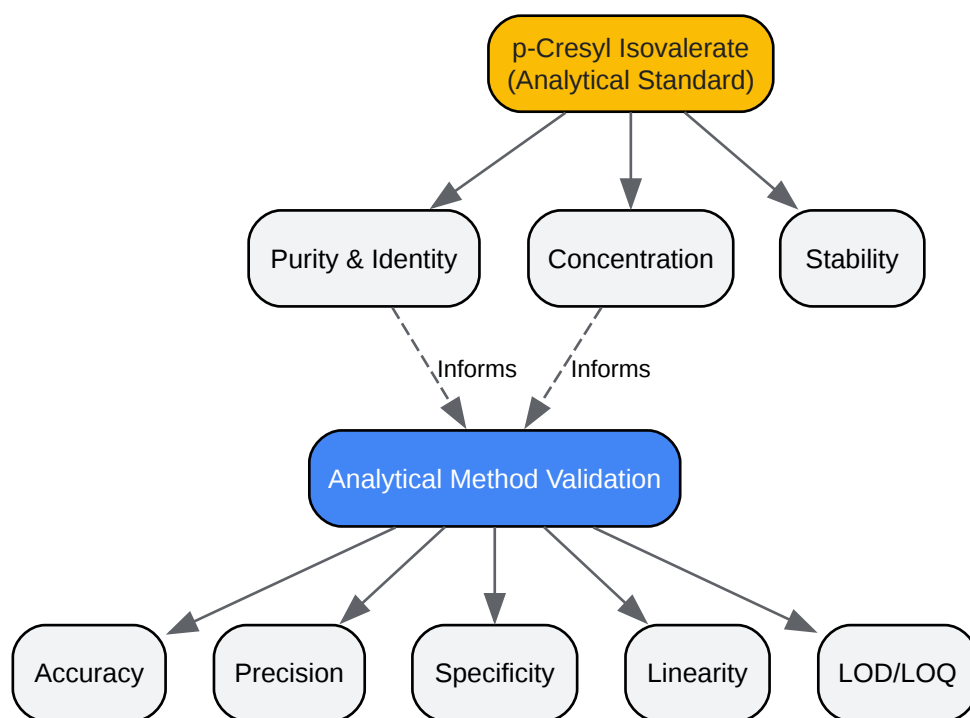 p-Cresyl Isovalerate
(Analytical Standard)
Purity & Identity
Concentration
Stability
Informs
Informs
Analytical Method Validation
Accuracy
Precision
Specificity
Linearity
LOD/LOQ